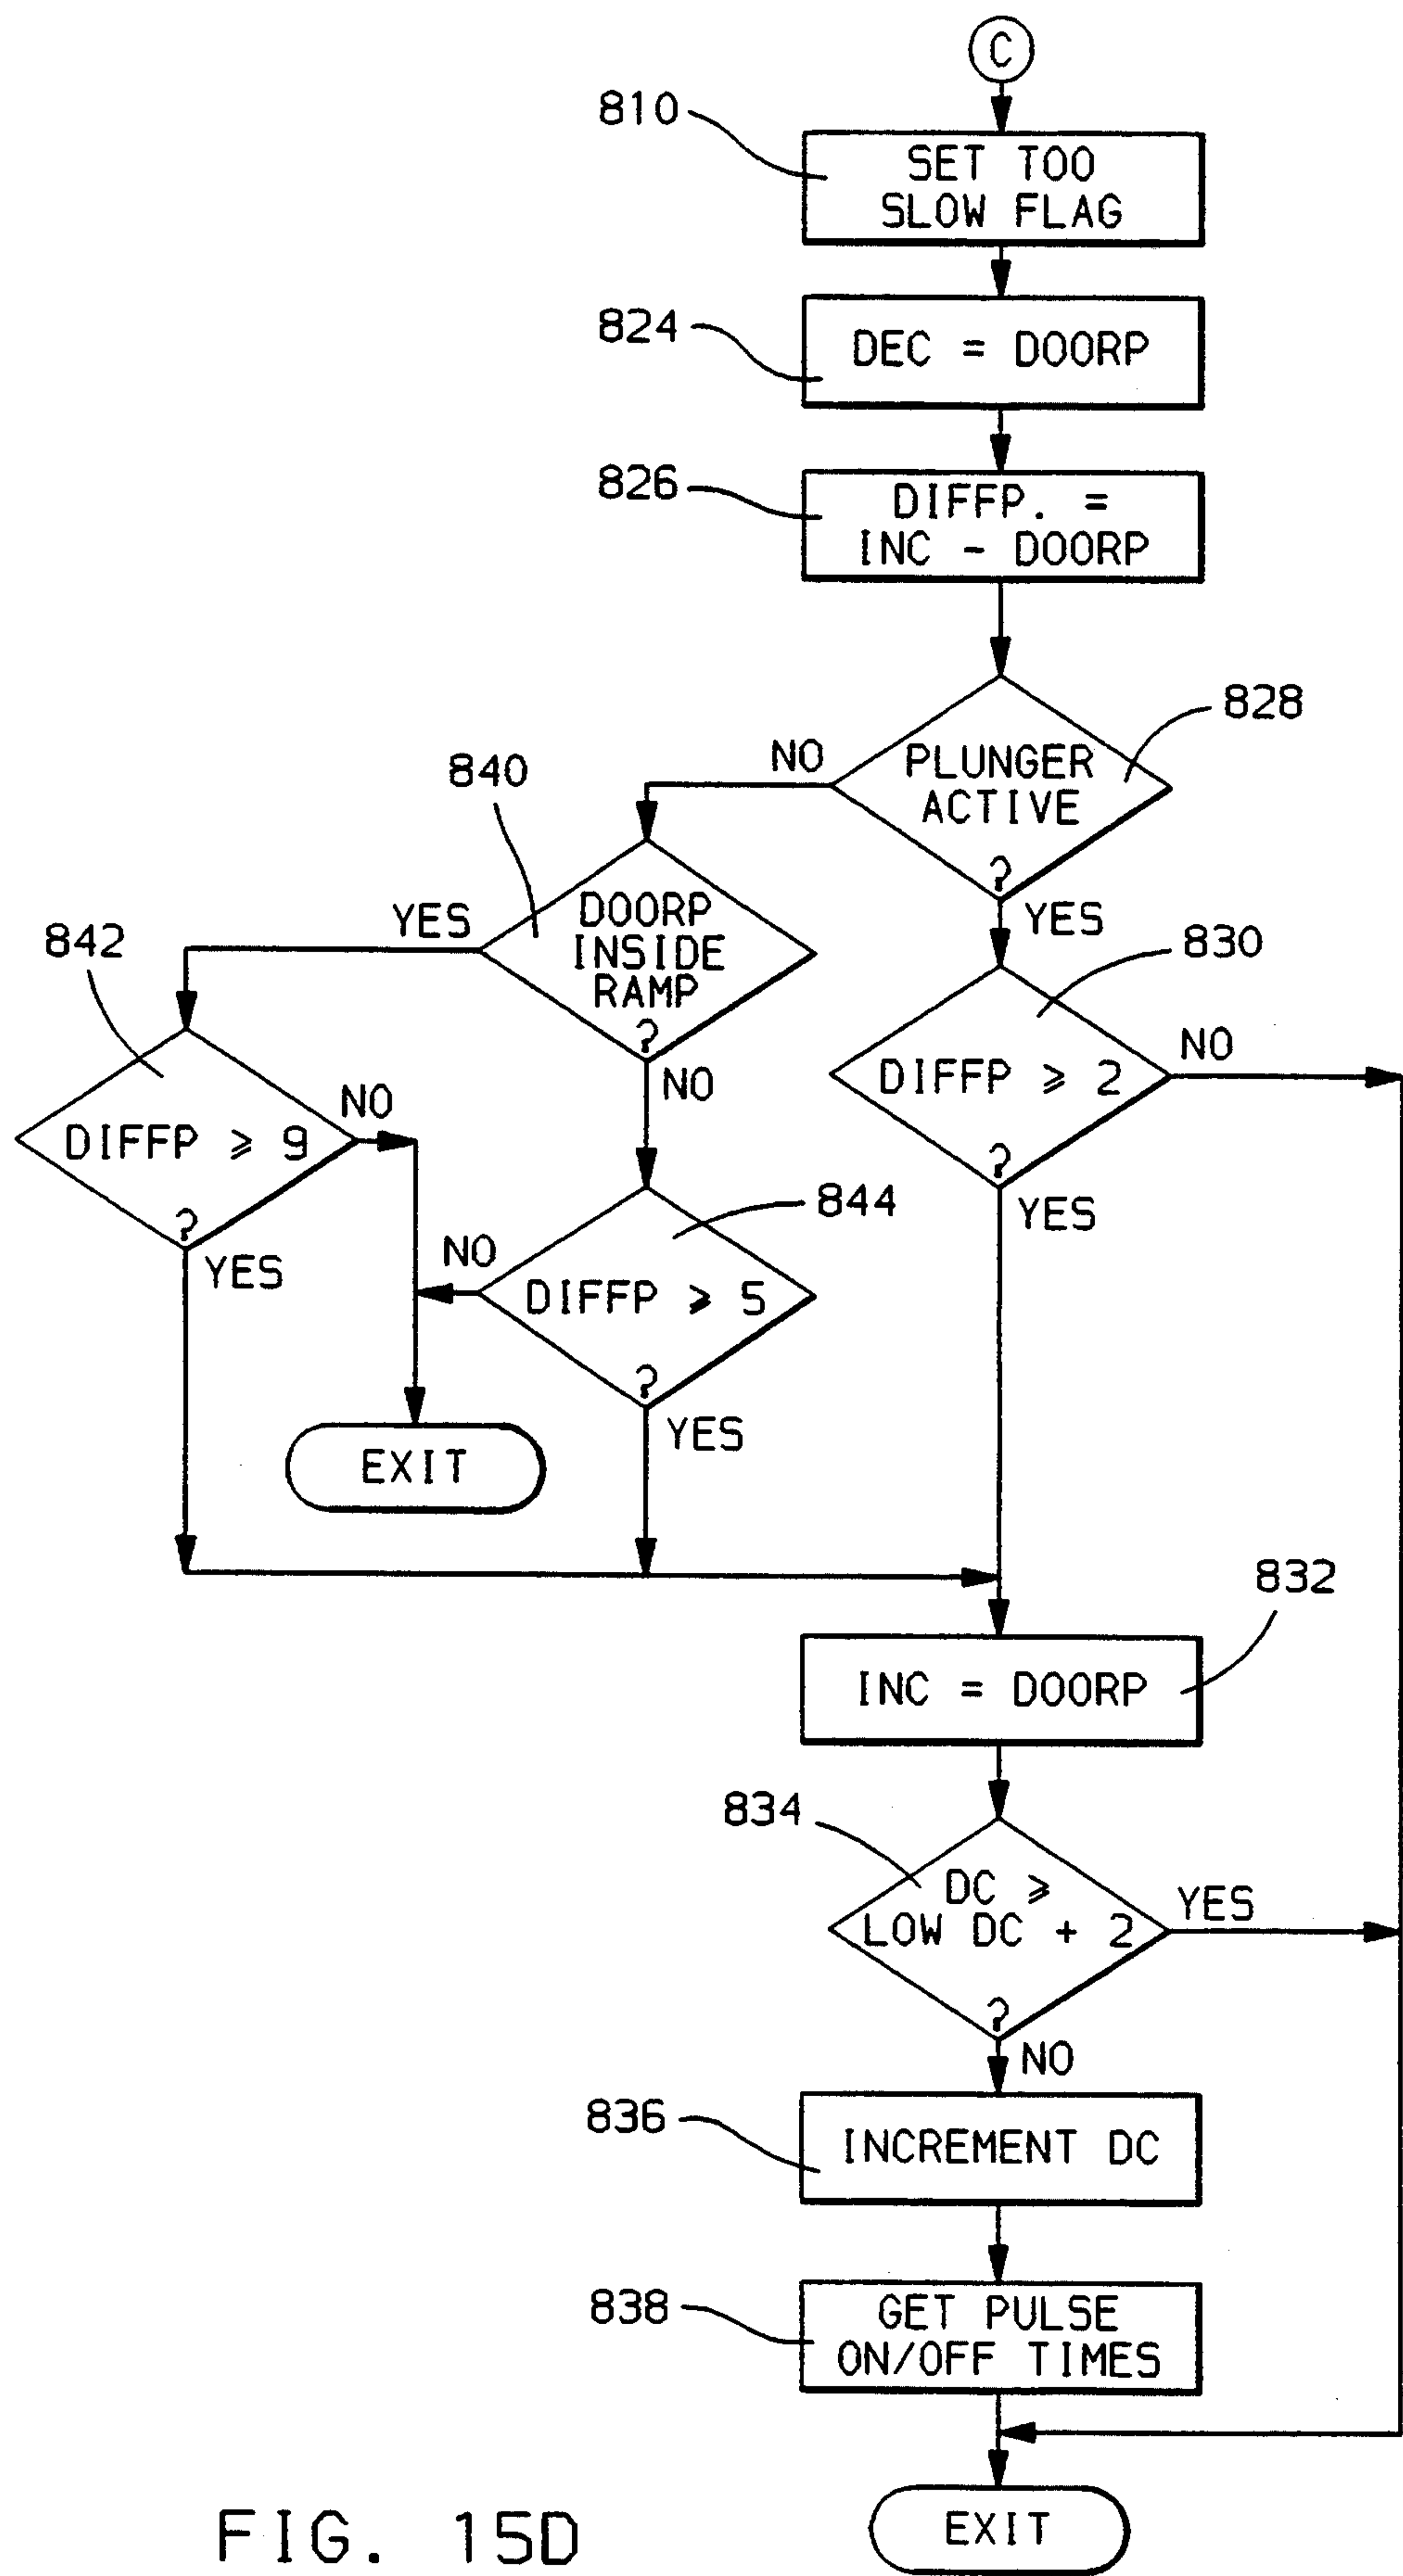 C
810
SET TOO
SLOW FLAG
824
DEC = DOORP
826
DIFFP. =
INC - DOORP
828
PLUNGER
ACTIVE
?
NO
YES
840
DOORP
INSIDE
RAMP
?
YES
NO
830
DIFFP ⩾ 2
?
NO
YES
842
DIFFP ⩾ 9
?
NO
YES
844
DIFFP ⩾ 5
?
NO
YES
EXIT
832
INC = DOORP
834
DC ⩾
LOW DC + 2
?
YES
NO
836
INCREMENT DC
838
GET PULSE
ON/OFF TIMES
EXIT
FIG. 15D